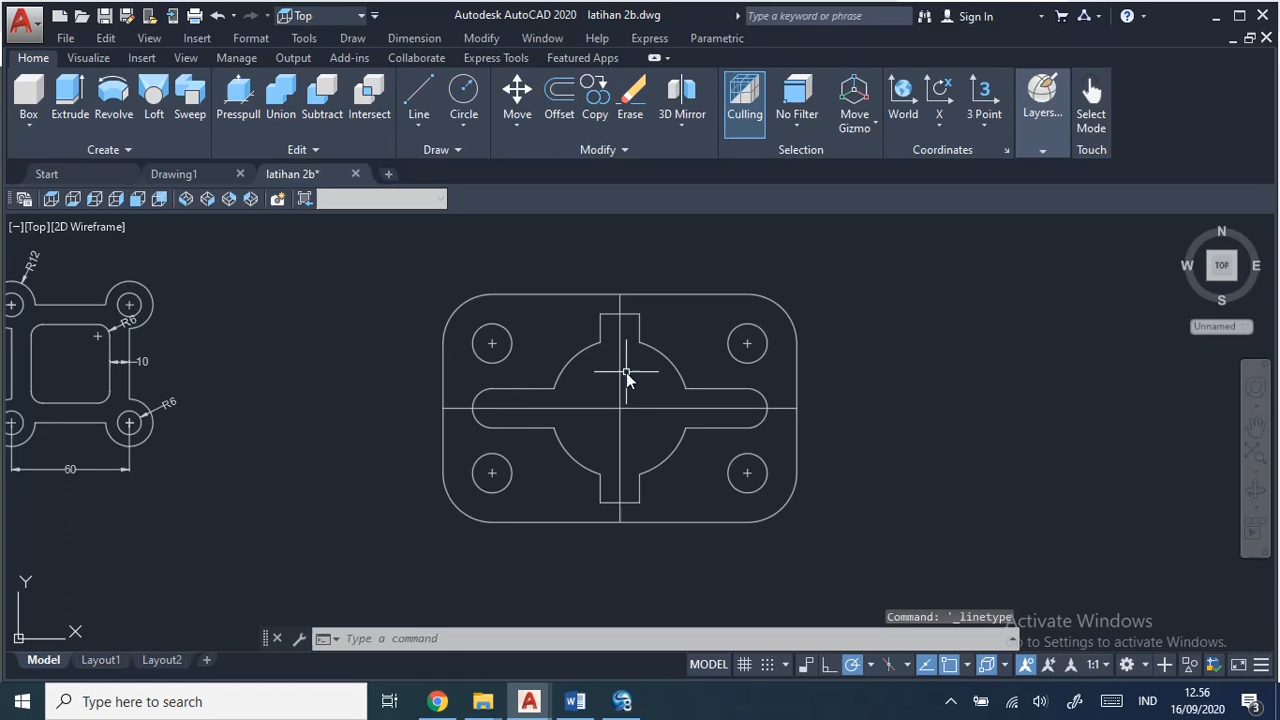 Top
Autodesk AutoCAD 2020 latihan 2b.dwg
Type a keyword or phrase
Sign In
File Edit View Insert Format Tools Draw Dimension Modify Window Help Express Parametric
Home Visualize Insert View Manage Output Add-ins Collaborate Express Tools Featured Apps
Box Extrude Revolve Loft Sweep Presspull Union Subtract Intersect Line Circle Move Offset Copy Erase 3D Mirror Culling No Filter Move Gizmo World X 3 Point Layers... Select Mode
Create Edit Draw Modify Selection Coordinates Touch
Start Drawing1 latihan 2b*
[−][Top][2D Wireframe]
N
W TOP E
S
Unnamed
R12
R6
10
R6
60
Y
X
Command: '_linetype
Activate Windows
Go to Settings to activate Windows.
Type a command
Model Layout1 Layout2
MODEL
1:1
Type here to search
IND
12.56
16/09/2020
3